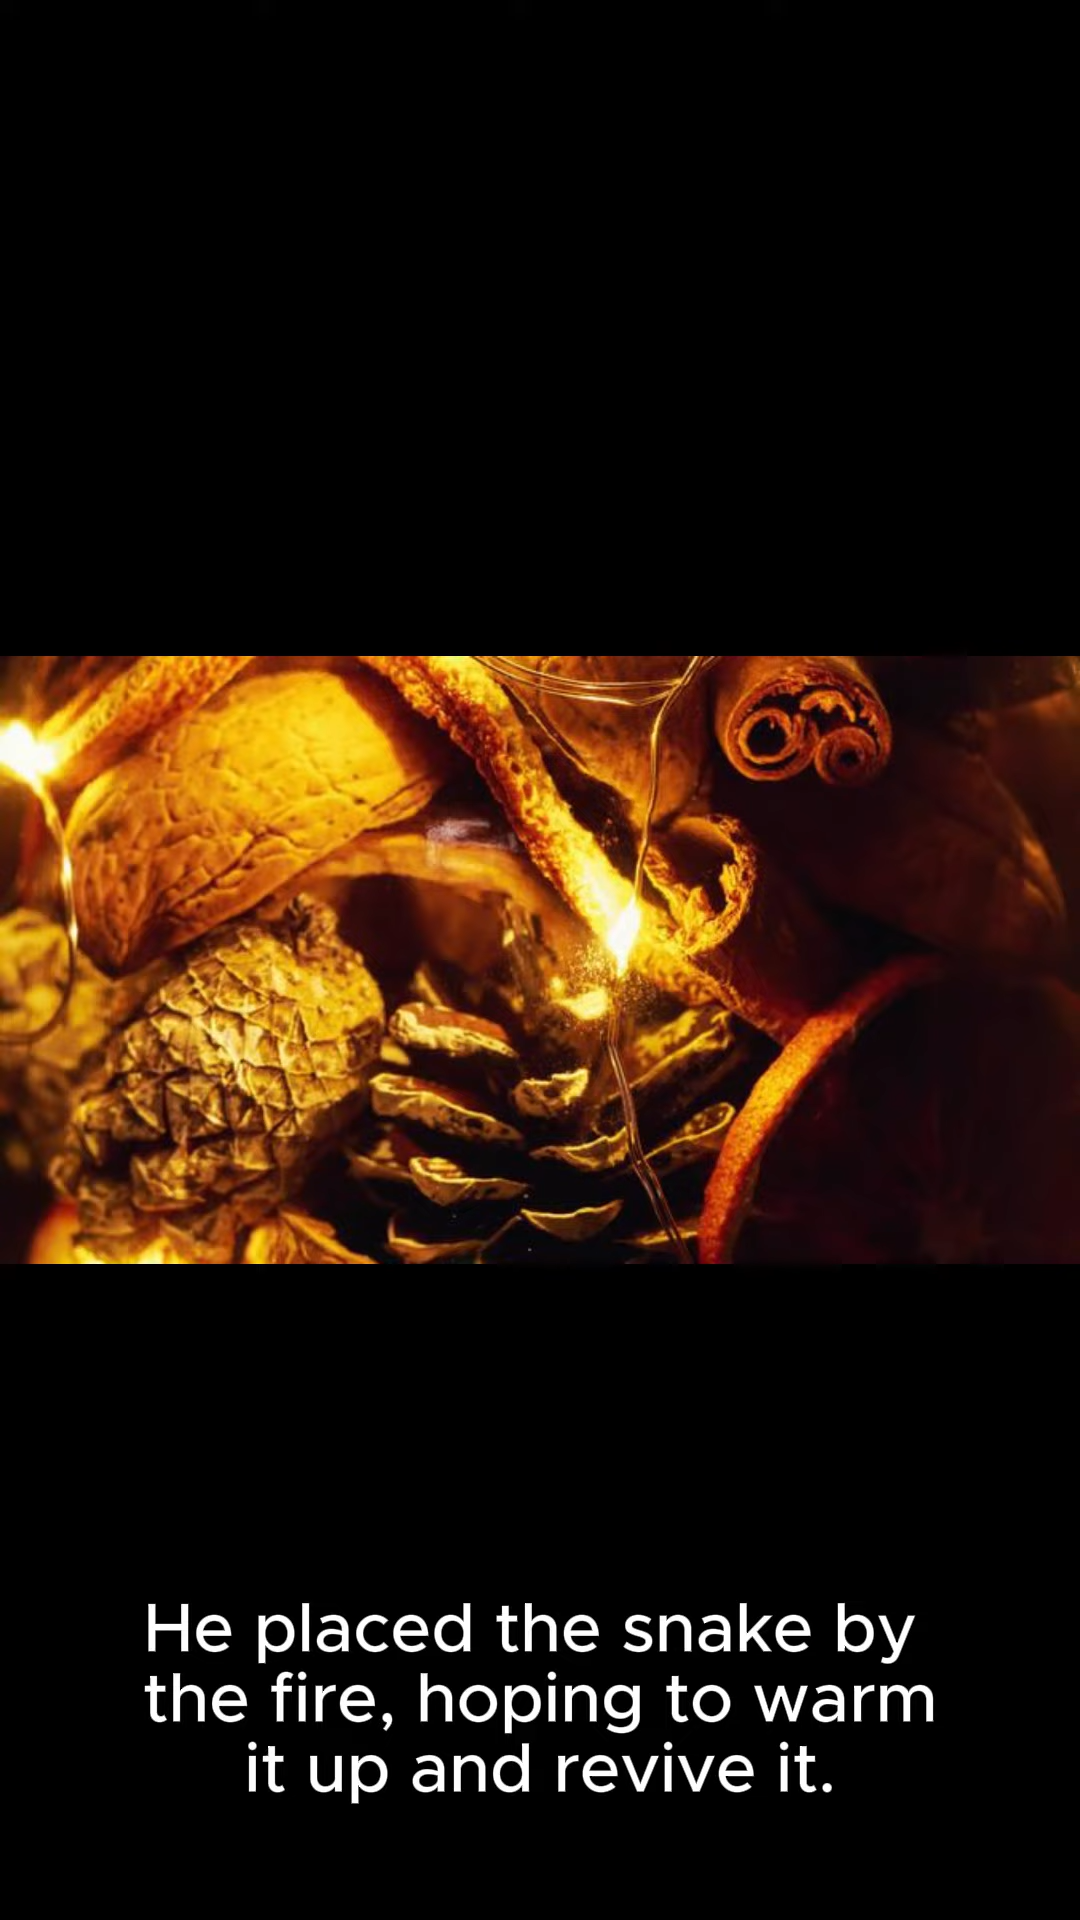 He placed the snake by
the fire, hoping to warm
it up and revive it.